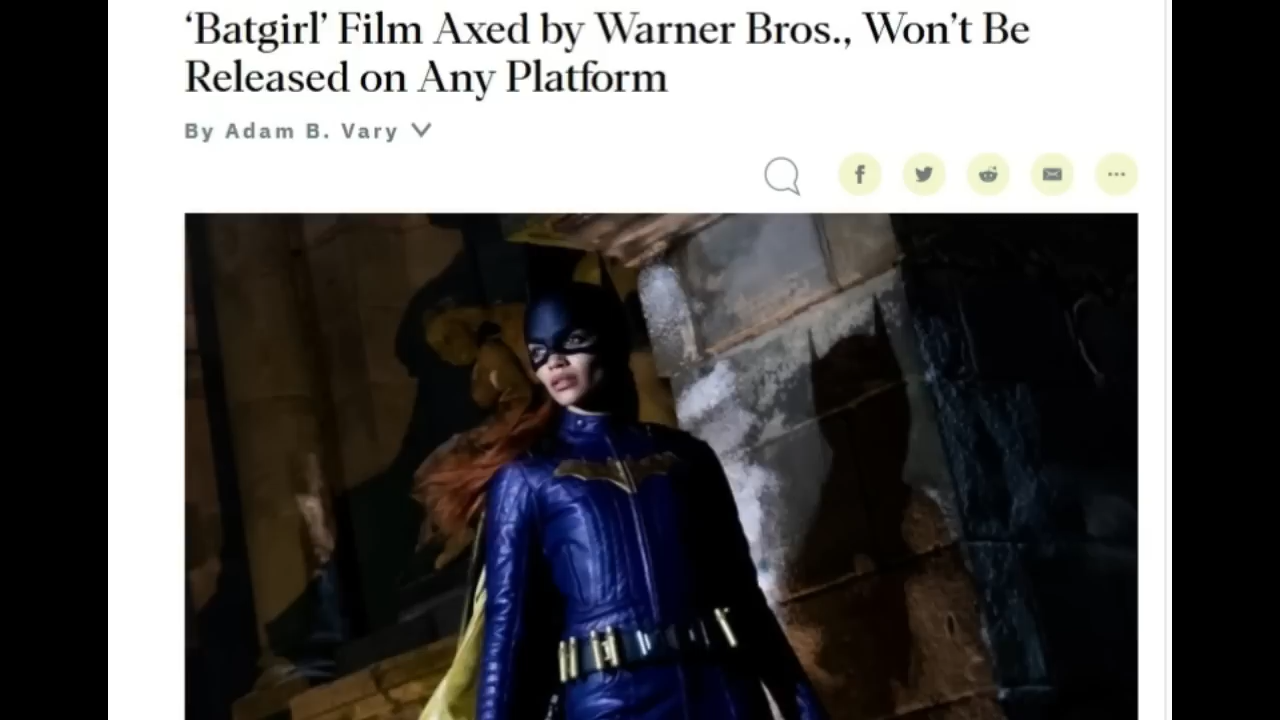 ‘Batgirl’ Film Axed by Warner Bros., Won’t Be
Released on Any Platform
By Adam B. Vary